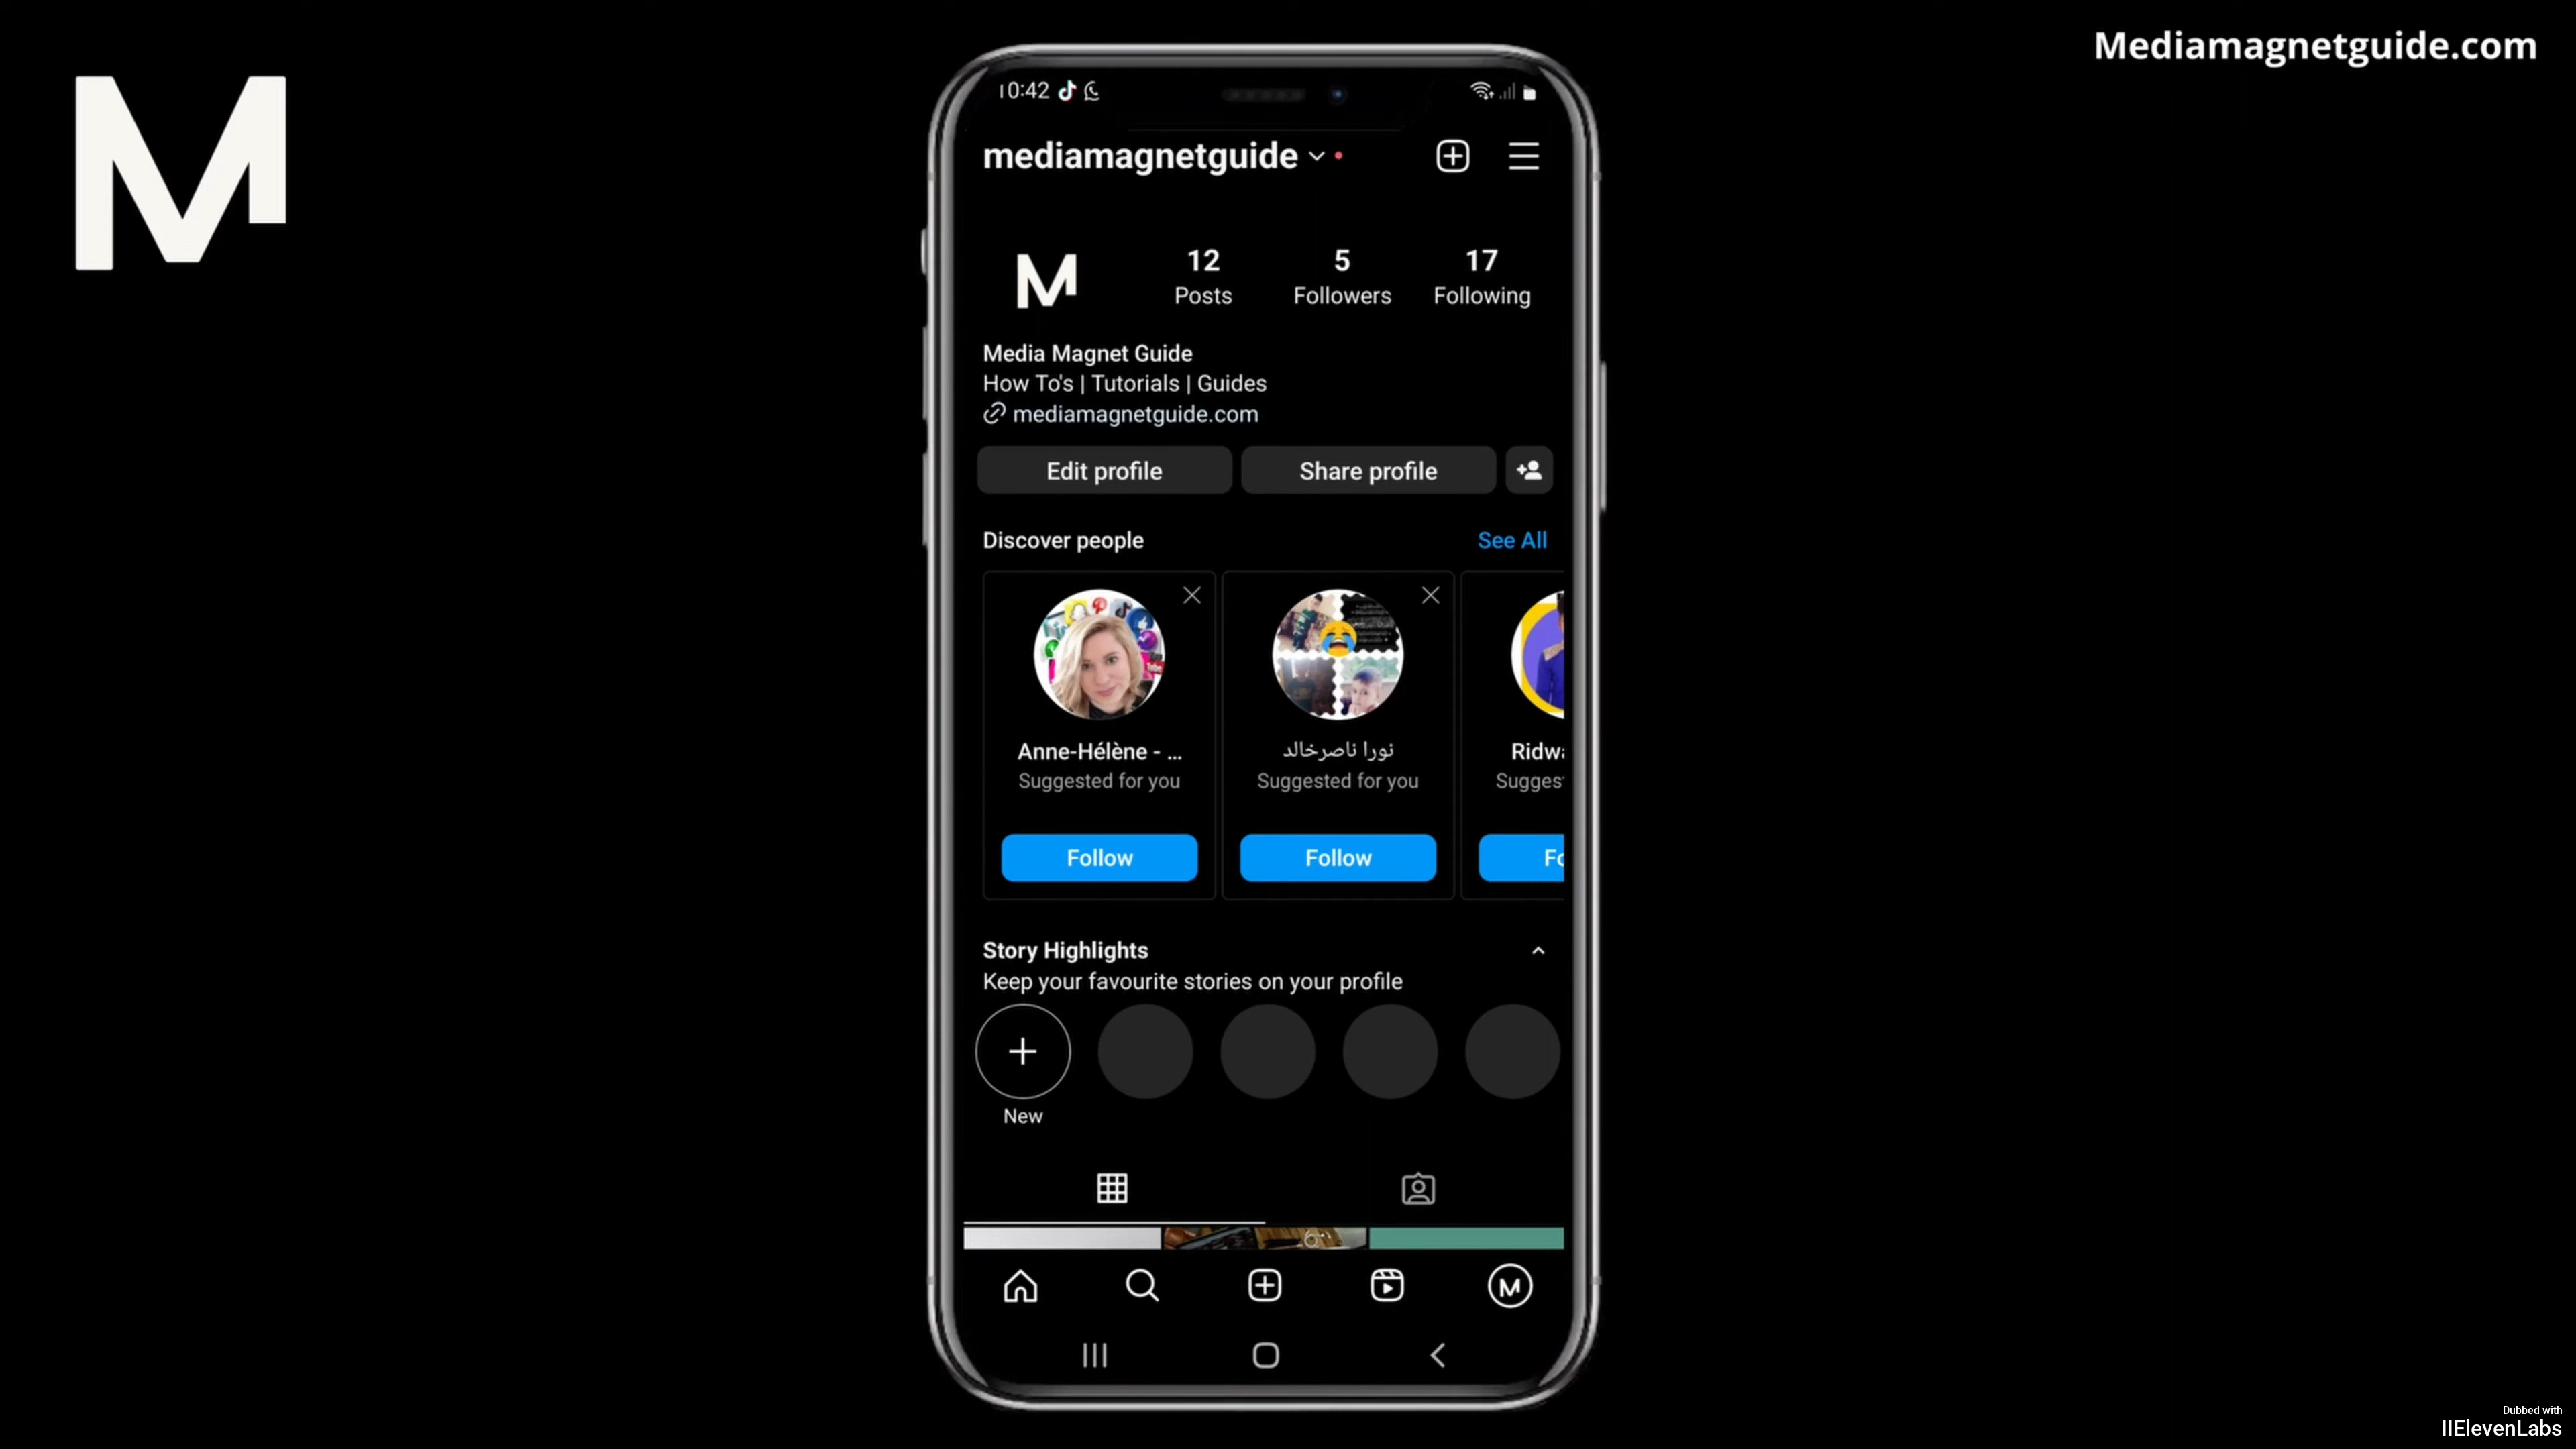 Mediamagnetguide.com
M
10:42
mediamagnetguide
M
12
Posts
5
Followers
17
Following
Media Magnet Guide
How To's | Tutorials | Guides
mediamagnetguide.com
Edit profile
Share profile
Discover people
See All
Anne-Hélène - ...
Suggested for you
Follow
نورا ناصرخالد
Suggested for you
Follow
Story Highlights
Keep your favourite stories on your profile
New
M
Dubbed with
IIElevenLabs